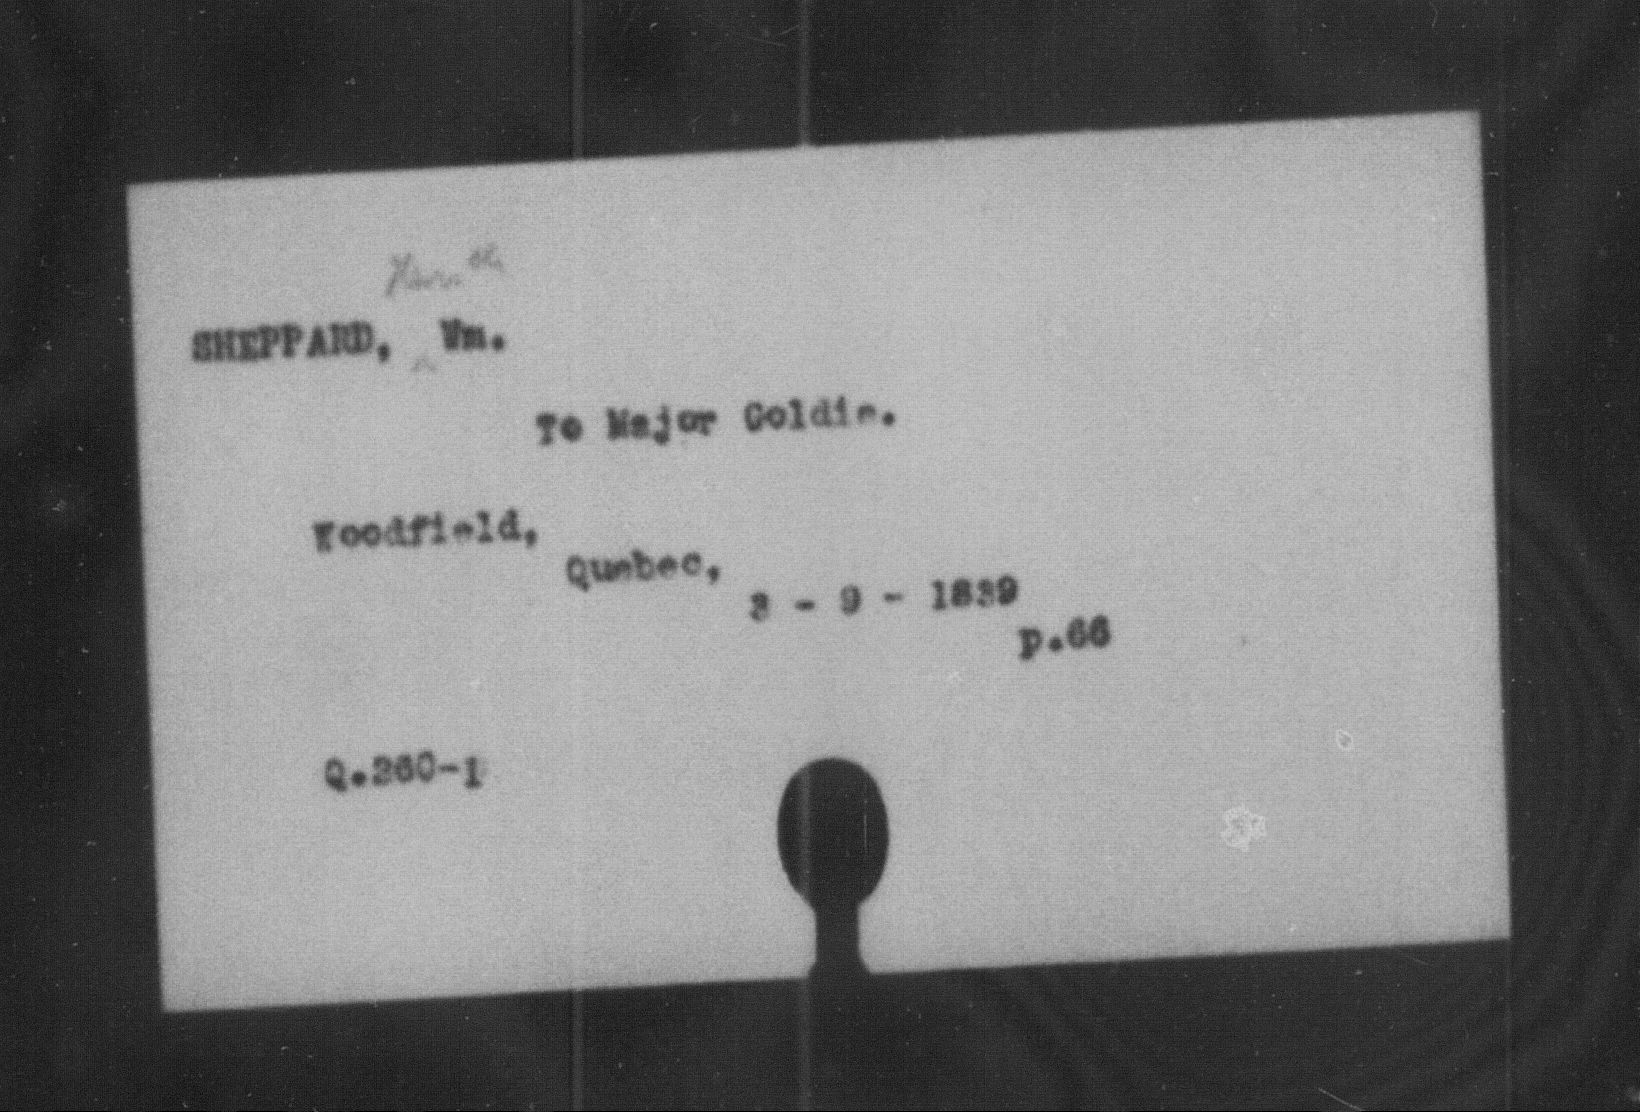 SHEPPARD, Wm.
To Major Goldie.
Woodfield,
Quebec,
3 - 9 - 1839
p.66
Q.260-1